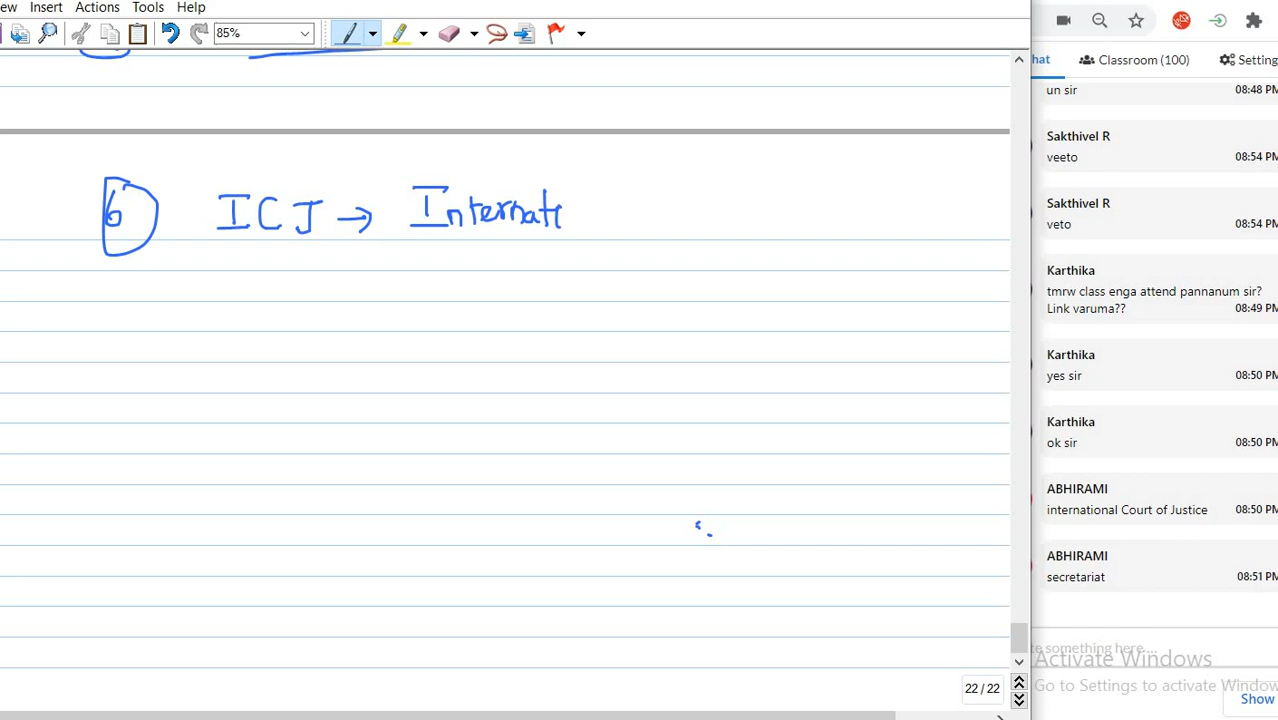 ew Insert Actions Tools Help
85%
6 ICJ → Internati
22 / 22
hat Classroom (100) Setting
un sir 08:48 PM
Sakthivel R
veeto 08:54 PM
Sakthivel R
veto 08:54 PM
Karthika
tmrw class enga attend pannanum sir?
Link varuma?? 08:49 PM
Karthika
yes sir 08:50 PM
Karthika
ok sir 08:50 PM
ABHIRAMI
international Court of Justice 08:50 PM
ABHIRAMI
secretariat 08:51 PM
te something here....
Activate Windows
Go to Settings to activate Window
Show